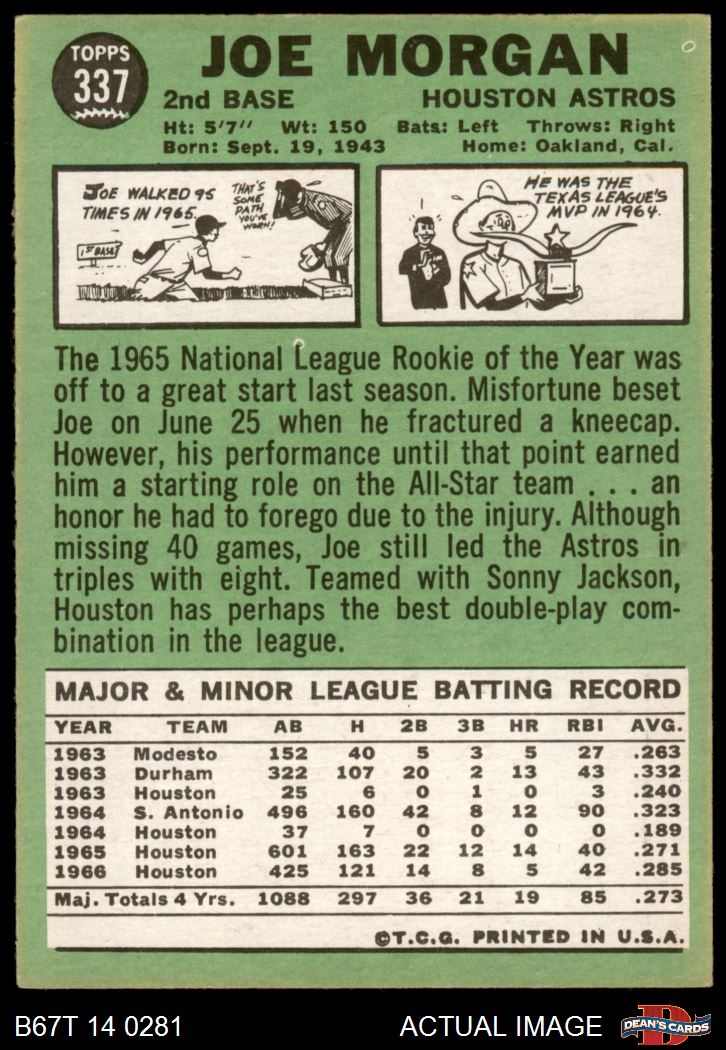 TOPPS
337
JOE MORGAN
2nd BASE HOUSTON ASTROS
Ht: 5'7" Wt: 150 Bats: Left Throws: Right
Born: Sept. 19, 1943 Home: Oakland, Cal.
JOE WALKED 95
TIMES IN 1965.
THAT'S
SOME
PATH
YOU'VE
WORN!
1ST BASE
HE WAS THE
TEXAS LEAGUE'S
MVP IN 1964.
The 1965 National League Rookie of the Year was
off to a great start last season. Misfortune beset
Joe on June 25 when he fractured a kneecap.
However, his performance until that point earned
him a starting role on the All-Star team . . . an
honor he had to forego due to the injury. Although
missing 40 games, Joe still led the Astros in
triples with eight. Teamed with Sonny Jackson,
Houston has perhaps the best double-play com-
bination in the league.
MAJOR & MINOR LEAGUE BATTING RECORD
YEAR TEAM AB H 2B 3B HR RBI AVG.
1963 Modesto 152 40 5 3 5 27 .263
1963 Durham 322 107 20 2 13 43 .332
1963 Houston 25 6 0 1 0 3 .240
1964 S. Antonio 496 160 42 8 12 90 .323
1964 Houston 37 7 0 0 0 0 .189
1965 Houston 601 163 22 12 14 40 .271
1966 Houston 425 121 14 8 5 42 .285
Maj. Totals 4 Yrs. 1088 297 36 21 19 85 .273
©T.C.G. PRINTED IN U.S.A.
B67T 14 0281 ACTUAL IMAGE
DEAN'S CARDS